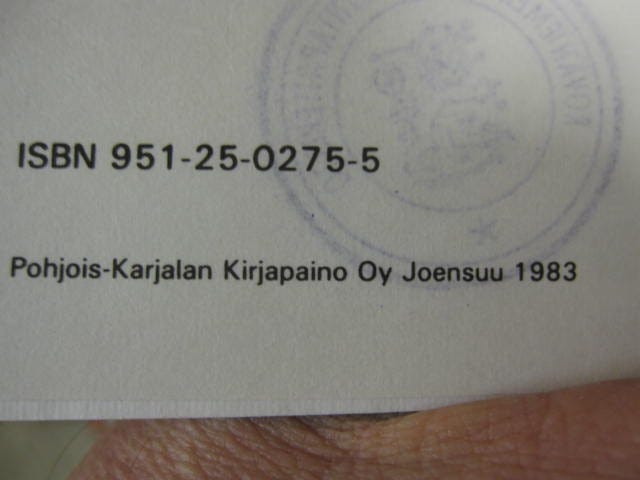 ISBN 951-25-0275-5
Pohjois-Karjalan Kirjapaino Oy Joensuu 1983